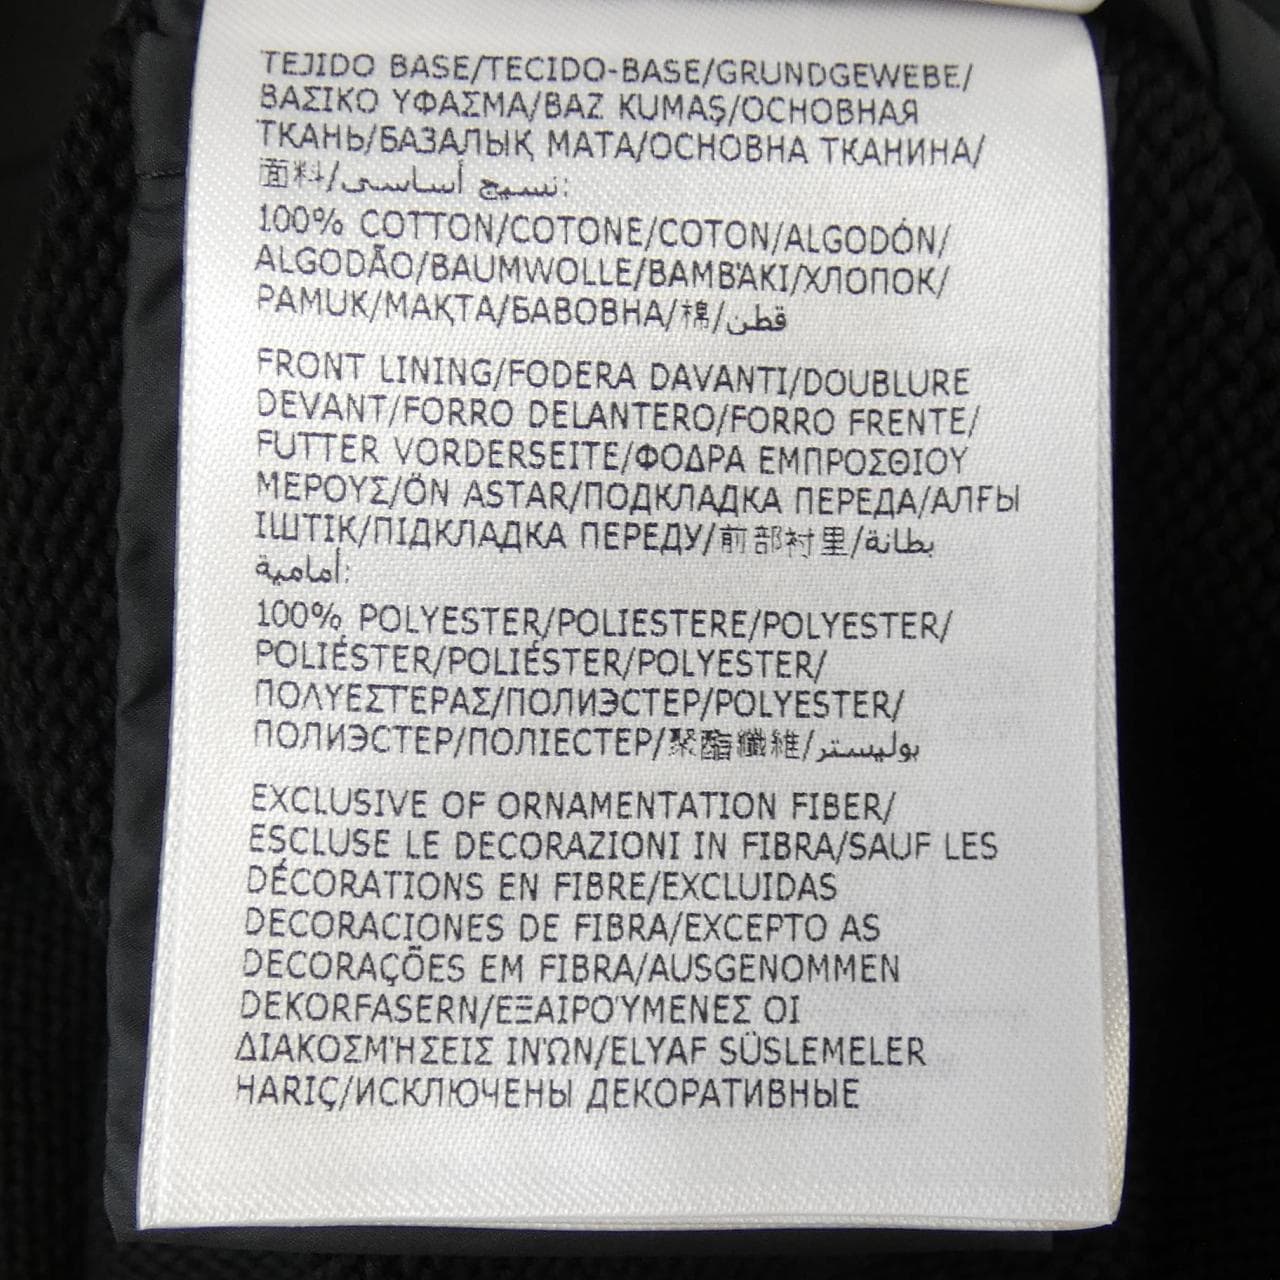 TEJIDO BASE/TECIDO-BASE/GRUNDGEWEBE/
ΒΑΣΙΚΟ ΥΦΑΣΜΑ/BAZ KUMAŞ/ОСНОВНАЯ
ТКАНЬ/БАЗАЛЫҚ МАТА/ОСНОВНА ТКАНИНА/
面料/نسيج أساسى:
100% COTTON/COTONE/COTON/ALGODÓN/
ALGODÃO/BAUMWOLLE/ΒΑΜΒΆΚΙ/ХЛОПОК/
PAMUK/МАҚТА/БАВОВНА/棉/قطن
FRONT LINING/FODERA DAVANTI/DOUBLURE
DEVANT/FORRO DELANTERO/FORRO FRENTE/
FUTTER VORDERSEITE/ΦΟΔΡΑ ΕΜΠΡΟΣΘΙΟΥ
ΜΕΡΟΥΣ/ÖN ASTAR/ПОДКЛАДКА ПЕРЕДА/АЛҒЫ
ІШТІК/ПІДКЛАДКА ПЕРЕДУ/前部衬里/بطانة
أمامية:
100% POLYESTER/POLIESTERE/POLYESTER/
POLIÉSTER/POLIÉSTER/POLYESTER/
ΠΟΛΥΕΣΤΈΡΑΣ/ПОЛИЭСТЕР/POLYESTER/
ПОЛИЭСТЕР/ПОЛІЕСТЕР/聚酯纖維/بوليستر
EXCLUSIVE OF ORNAMENTATION FIBER/
ESCLUSE LE DECORAZIONI IN FIBRA/SAUF LES
DÉCORATIONS EN FIBRE/EXCLUIDAS
DECORACIONES DE FIBRA/EXCEPTO AS
DECORAÇÕES EM FIBRA/AUSGENOMMEN
DEKORFASERN/ΕΞΑΙΡΟΎΜΕΝΕΣ ΟΙ
ΔΙΑΚΟΣΜΉΣΕΙΣ ΙΝΏΝ/ELYAF SÜSLEMELER
HARIÇ/ИСКЛЮЧЕНЫ ДЕКОРАТИВНЫЕ